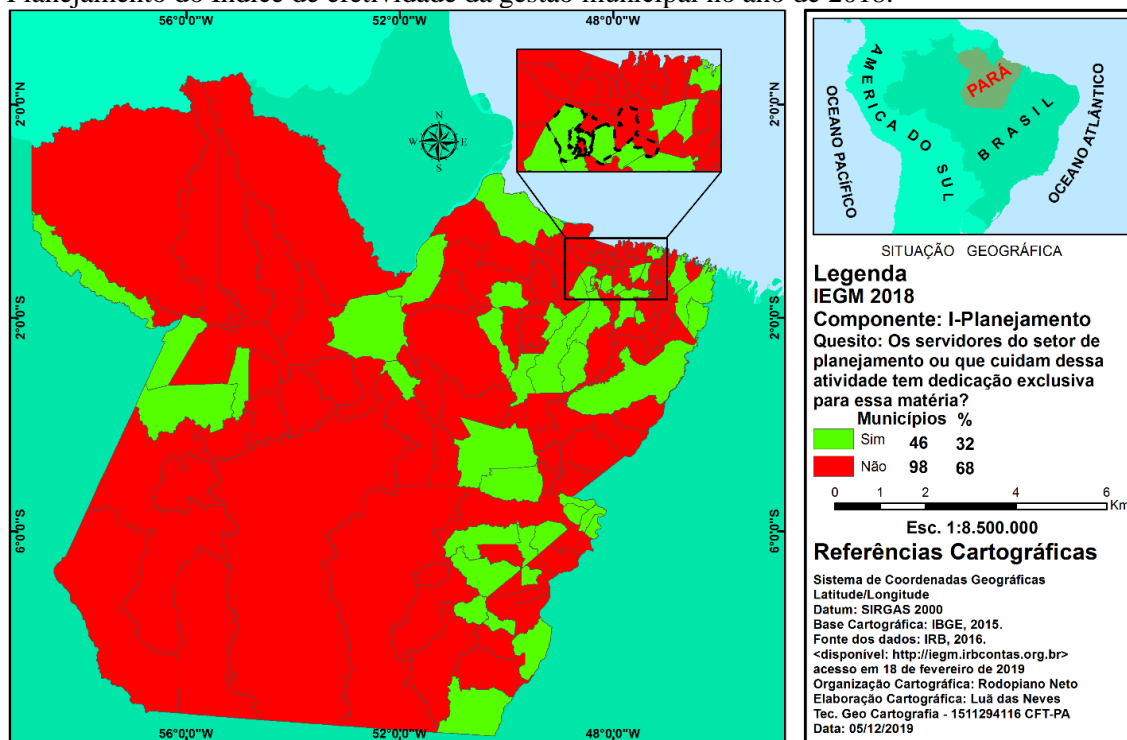 Planejamento do Índice de efetividade da gestão municipal no ano de 2018.
56°0'0"W 52°0'0"W 48°0'0"W
2°0'0"N
2°0'0"N
N
W E
S
2°0'0"S
2°0'0"S
6°0'0"S
6°0'0"S
56°0'0"W 52°0'0"W 48°0'0"W
OCEANO PACÍFICO
AMERICA DO SUL
PARÁ
BRASIL
OCEANO ATLÂNTICO
SITUAÇÃO GEOGRÁFICA
Legenda
IEGM 2018
Componente: I-Planejamento
Quesito: Os servidores do setor de
planejamento ou que cuidam dessa
atividade tem dedicação exclusiva
para essa matéria?
Municípios %
Sim 46 32
Não 98 68
0 1 2 4 6
Km
Esc. 1:8.500.000
Referências Cartográficas
Sistema de Coordenadas Geográficas
Latitude/Longitude
Datum: SIRGAS 2000
Base Cartográfica: IBGE, 2015.
Fonte dos dados: IRB, 2016.
<disponível: http://iegm.irbcontas.org.br>
acesso em 18 de fevereiro de 2019
Organização Cartográfica: Rodopiano Neto
Elaboração Cartográfica: Luã das Neves
Tec. Geo Cartografia - 1511294116 CFT-PA
Data: 05/12/2019